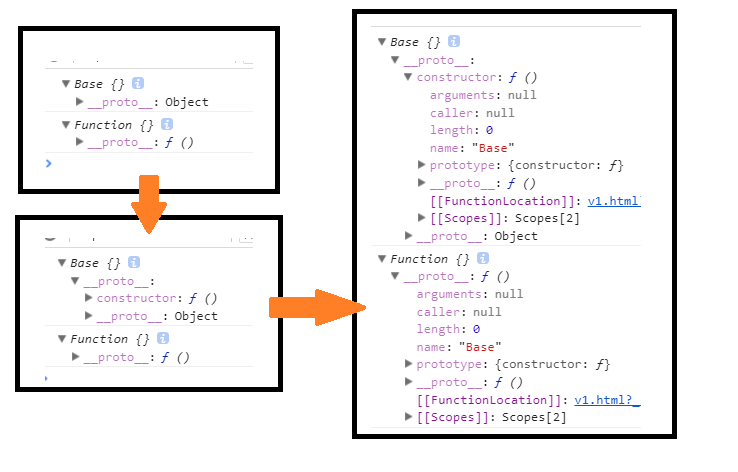 Base {} i
__proto__: Object
Function {} i
__proto__: ƒ ()
Base {} i
__proto__:
constructor: ƒ ()
__proto__: Object
Function {} i
__proto__: ƒ ()
Base {} i
__proto__:
constructor: ƒ ()
arguments: null
caller: null
length: 0
name: "Base"
prototype: {constructor: ƒ}
__proto__: ƒ ()
[[FunctionLocation]]: v1.html?
[[Scopes]]: Scopes[2]
__proto__: Object
Function {} i
__proto__: ƒ ()
arguments: null
caller: null
length: 0
name: "Base"
prototype: {constructor: ƒ}
__proto__: ƒ ()
[[FunctionLocation]]: v1.html?_
[[Scopes]]: Scopes[2]